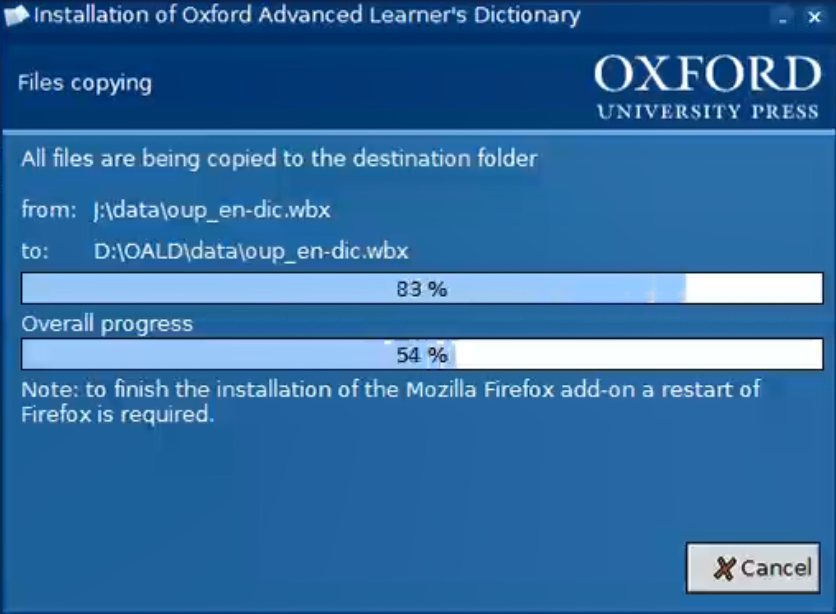 Installation of Oxford Advanced Learner's Dictionary
Files copying
OXFORD
UNIVERSITY PRESS
All files are being copied to the destination folder
from: J:\data\oup_en-dic.wbx
to: D:\OALD\data\oup_en-dic.wbx
83 %
Overall progress
54 %
Note: to finish the installation of the Mozilla Firefox add-on a restart of
Firefox is required.
Cancel